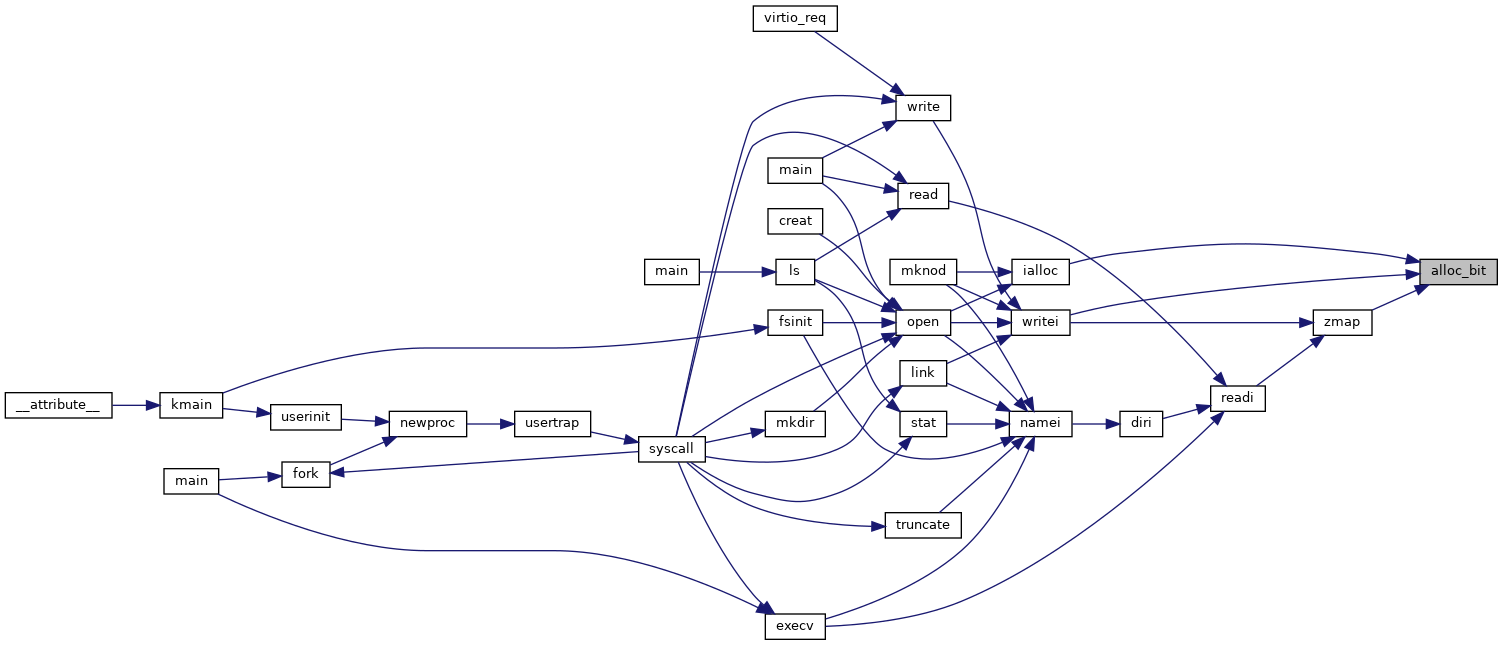 virtio_req
write
main
read
creat
main
ls
mknod
ialloc
alloc_bit
fsinit
open
writei
zmap
link
readi
__attribute__
kmain
userinit
newproc
usertrap
mkdir
stat
namei
diri
syscall
main
fork
truncate
execv